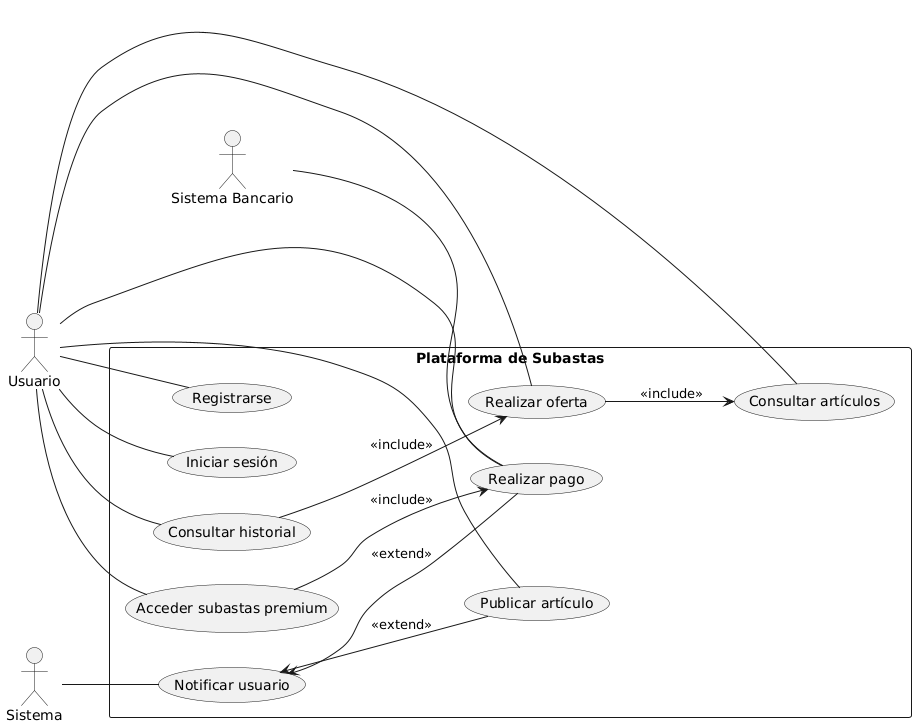 Sistema Bancario
Usuario
Plataforma de Subastas
Registrarse
Realizar oferta
«include»
Consultar artículos
Iniciar sesión
«include»
Realizar pago
Consultar historial
«include»
«extend»
Acceder subastas premium
Publicar artículo
«extend»
Notificar usuario
Sistema